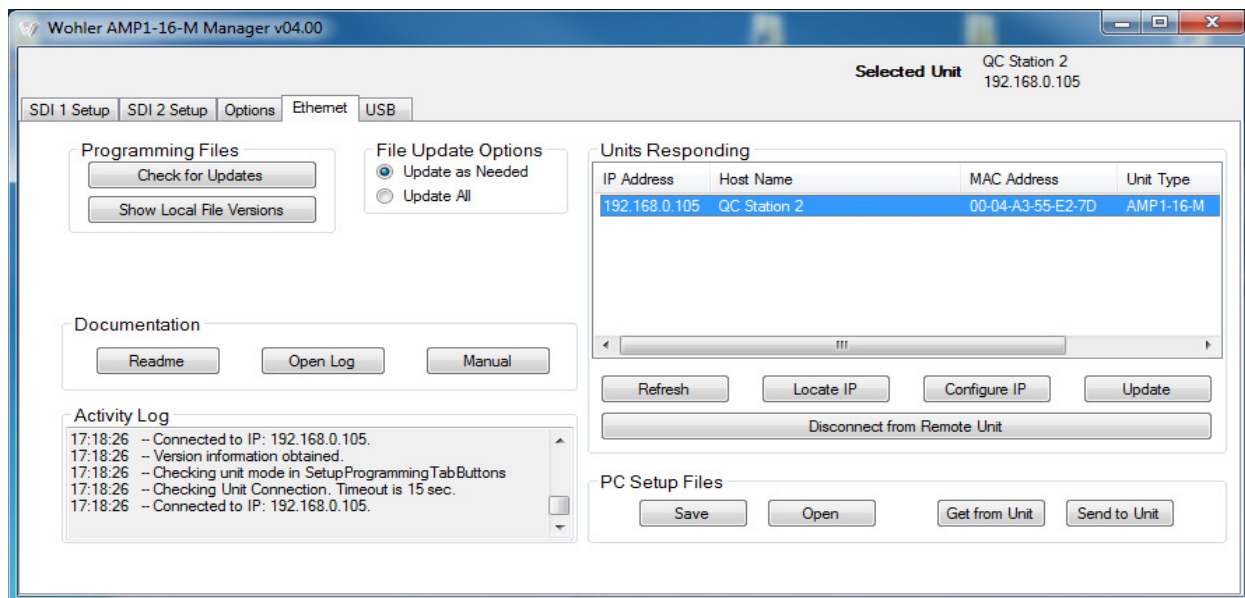 Wohler AMP1-16-M Manager v04.00
Selected Unit
QC Station 2
192.168.0.105
SDI 1 Setup SDI 2 Setup Options Ethernet USB
Programming Files
Check for Updates
Show Local File Versions
File Update Options
Update as Needed
Update All
Documentation
Readme Open Log Manual
Activity Log
17:18:26 -- Connected to IP: 192.168.0.105.
17:18:26 -- Version information obtained.
17:18:26 -- Checking unit mode in SetupProgrammingTabButtons
17:18:26 -- Checking Unit Connection. Timeout is 15 sec.
17:18:26 -- Connected to IP: 192.168.0.105.
Units Responding
IP Address Host Name MAC Address Unit Type
192.168.0.105 QC Station 2 00-04-A3-55-E2-7D AMP1-16-M
Refresh Locate IP Configure IP Update
Disconnect from Remote Unit
PC Setup Files
Save Open Get from Unit Send to Unit